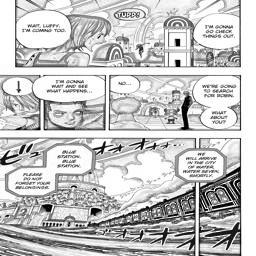 WAIT, LUFFY.
I'M COMING TOO.
TUPP!
I'M GONNA
GO CHECK
THINGS OUT.
I'M GONNA
WAIT AND SEE
WHAT HAPPENS...
NO...
WE'RE GOING
TO SEARCH
FOR ROBIN.
WHAT
ABOUT
YOU?
BLUE
STATION.
BLUE
STATION.
PLEASE
DO NOT
FORGET YOUR
BELONGINGS.
WE
WILL ARRIVE
IN THE CITY
OF WATER,
WATER SEVEN,
SHORTLY.